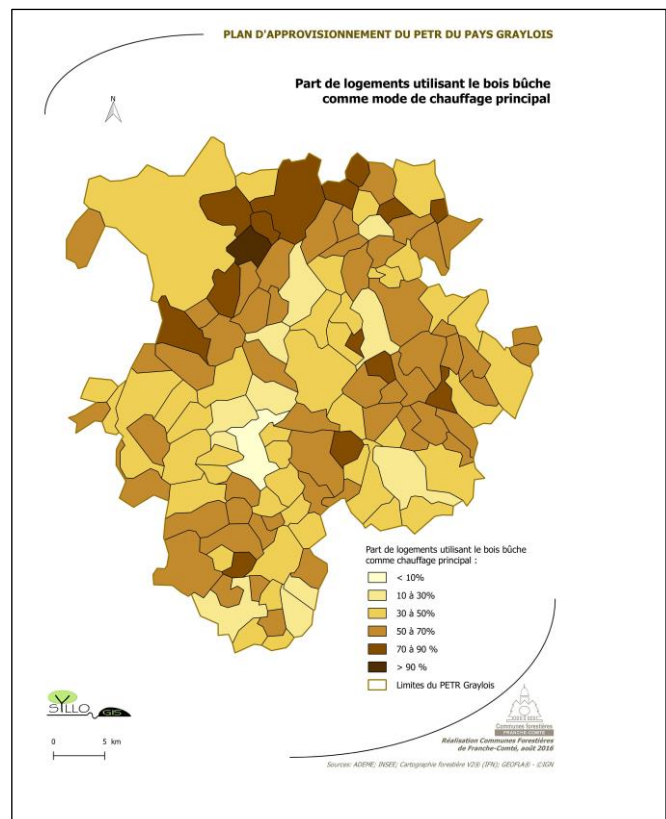 PLAN D'APPROVISIONNEMENT DU PETR DU PAYS GRAYLOIS
Part de logements utilisant le bois bûche
comme mode de chauffage principal
N
Part de logements utilisant le bois bûche
comme chauffage principal :
< 10%
10 à 30%
30 à 50%
50 à 70%
70 à 90 %
> 90 %
Limites du PETR Graylois
SYLLO GIS
0 5 km
Communes forestières
FRANCHE-COMTÉ
Réalisation Communes Forestières
de Franche-Comté, août 2016
Sources: ADEME; INSEE; Cartographie forestière V2® (IFN); GEOFLA® - ©IGN